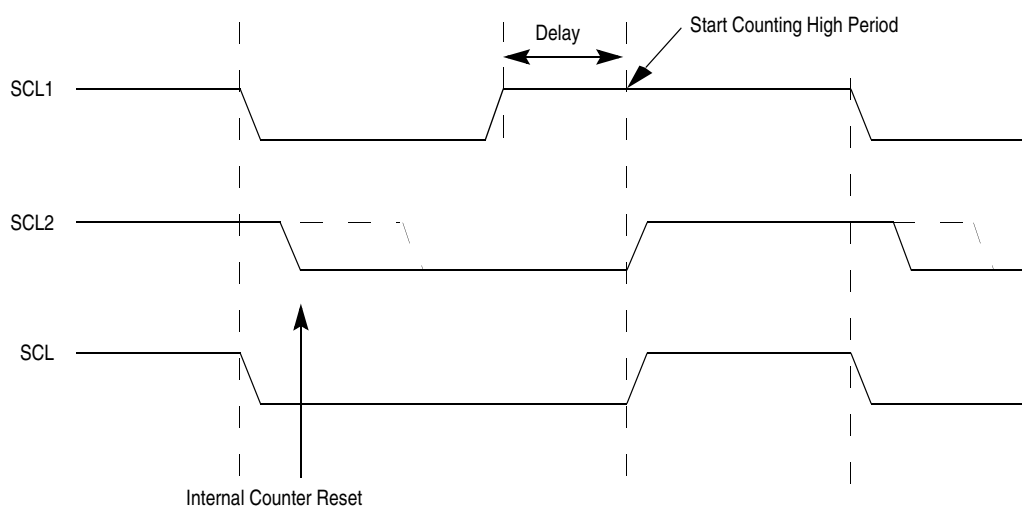 Delay
Start Counting High Period
SCL1
SCL2
SCL
Internal Counter Reset